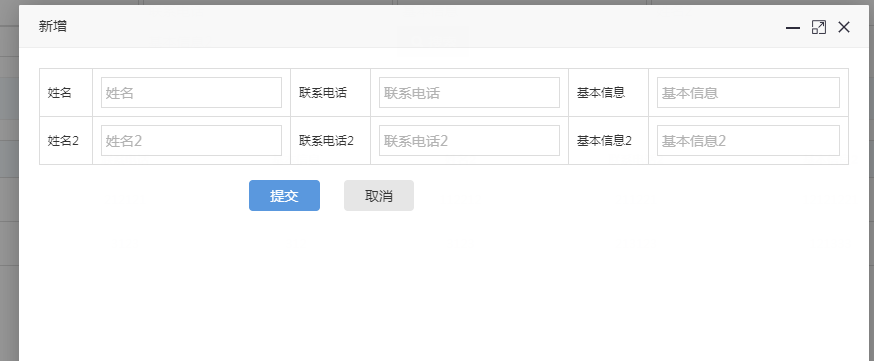 新增
姓名 姓名 联系电话 联系电话 基本信息 基本信息
姓名2 姓名2 联系电话2 联系电话2 基本信息2 基本信息2
提交 取消